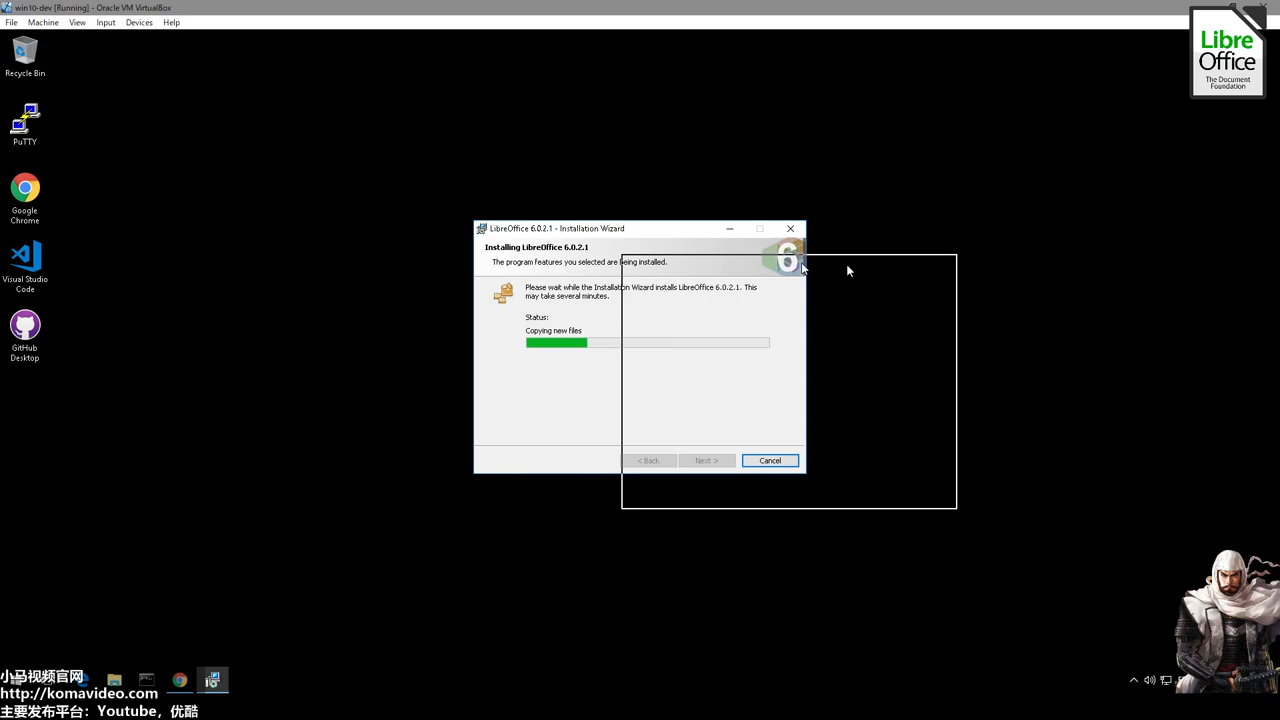 win10-dev [Running] - Oracle VM VirtualBox
File Machine View Input Devices Help
Libre
Office
The Document
Foundation
Recycle Bin
PuTTY
Google
Chrome
Visual Studio
Code
GitHub
Desktop
LibreOffice 6.0.2.1 - Installation Wizard
Installing LibreOffice 6.0.2.1
The program features you selected are being installed.
6
Please wait while the Installation Wizard installs LibreOffice 6.0.2.1. This
may take several minutes.
Status:
Copying new files
< Back Next > Cancel
小马视频官网
http://komavideo.com
主要发布平台：Youtube，优酷